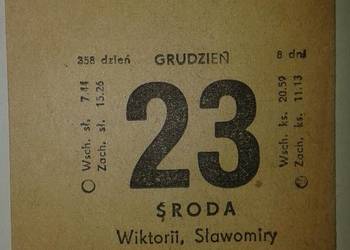 358 dzień GRUDZIEŃ 8 dni
Wsch. sł. 7.44
Zach. sł. 15.26
23
Wsch. ks. 20.59
Zach. ks. 11.13
ŚRODA
Wiktorii, Sławomiry